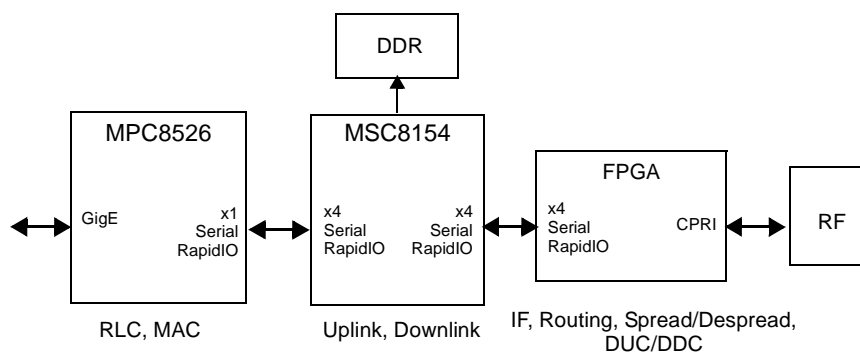 DDR
MPC8526
GigE
x1
Serial
RapidIO
RLC, MAC
MSC8154
x4
Serial
RapidIO
x4
Serial
RapidIO
Uplink, Downlink
FPGA
x4
Serial
RapidIO
CPRI
IF, Routing, Spread/Despread,
DUC/DDC
RF